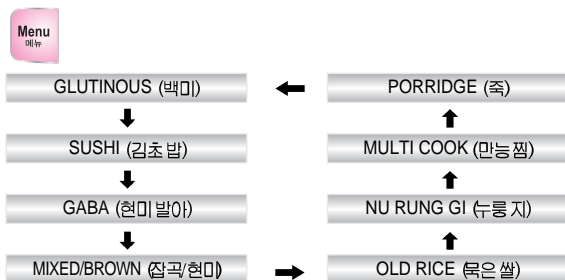 Menu
메뉴
GLUTINOUS (백미)
SUSHI (김초밥)
GABA (현미발아)
MIXED/BROWN (잡곡/현미)
OLD RICE (묵은쌀)
NU RUNG GI (누룽지)
MULTI COOK (만능찜)
PORRIDGE (죽)